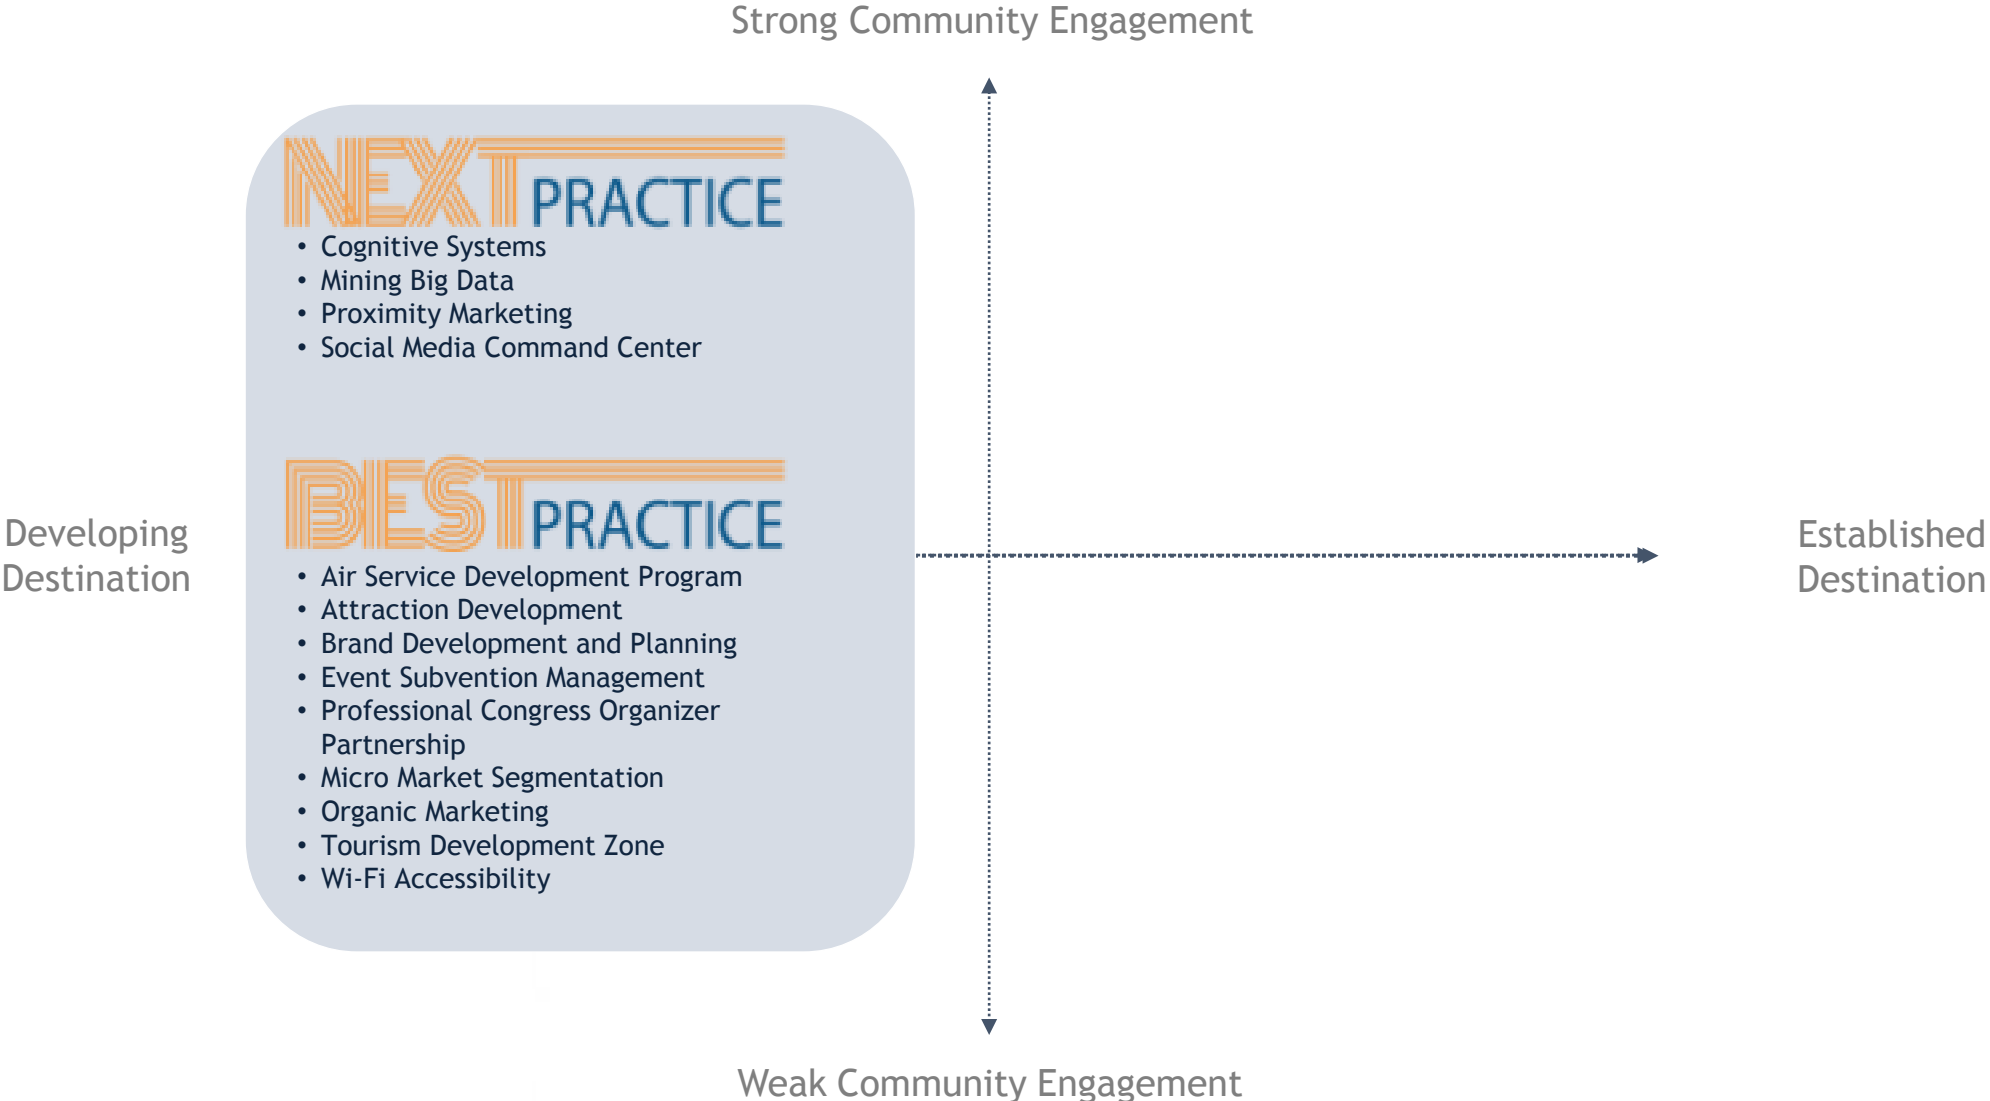 Strong Community Engagement
NEXT PRACTICE
• Cognitive Systems
• Mining Big Data
• Proximity Marketing
• Social Media Command Center
BEST PRACTICE
Developing
Destination
Established
Destination
• Air Service Development Program
• Attraction Development
• Brand Development and Planning
• Event Subvention Management
• Professional Congress Organizer
Partnership
• Micro Market Segmentation
• Organic Marketing
• Tourism Development Zone
• Wi-Fi Accessibility
Weak Community Engagement